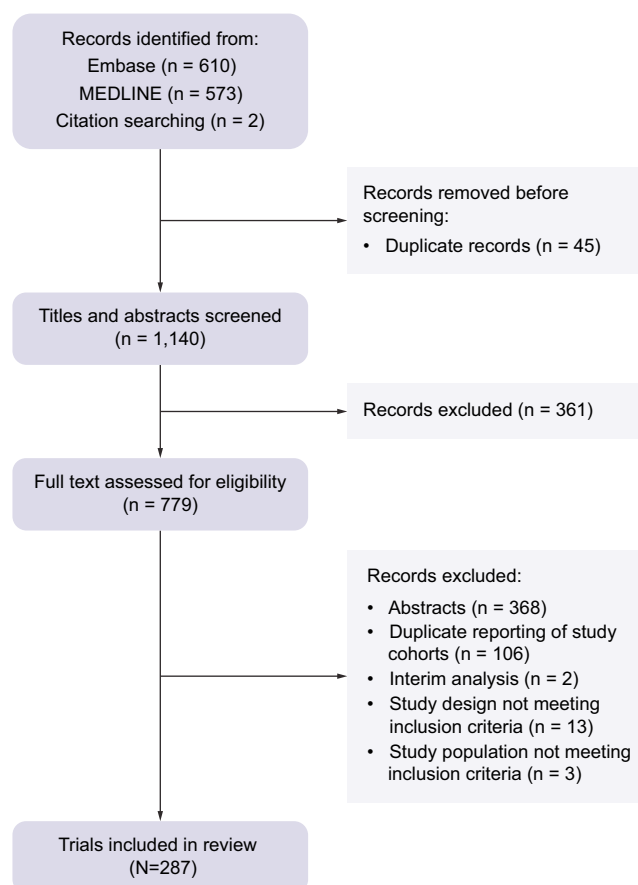 Records identified from:
Embase (n = 610)
MEDLINE (n = 573)
Citation searching (n = 2)
Records removed before
screening:
• Duplicate records (n = 45)
Titles and abstracts screened
(n = 1,140)
Records excluded (n = 361)
Full text assessed for eligibility
(n = 779)
Records excluded:
• Abstracts (n = 368)
• Duplicate reporting of study
cohorts (n = 106)
• Interim analysis (n = 2)
• Study design not meeting
inclusion criteria (n = 13)
• Study population not meeting
inclusion criteria (n = 3)
Trials included in review
(N=287)